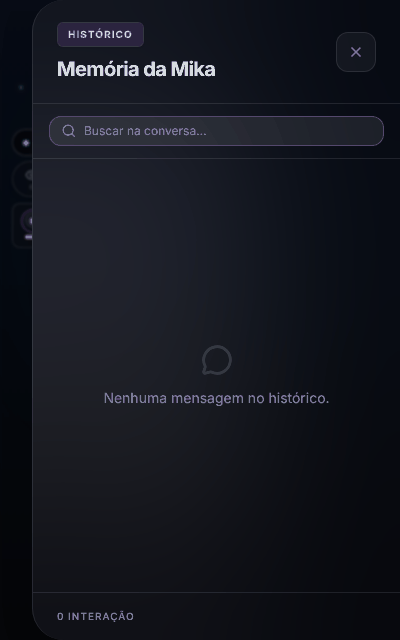 HISTÓRICO
Memória da Mika
Buscar na conversa...
Nenhuma mensagem no histórico.
0 INTERAÇÃO